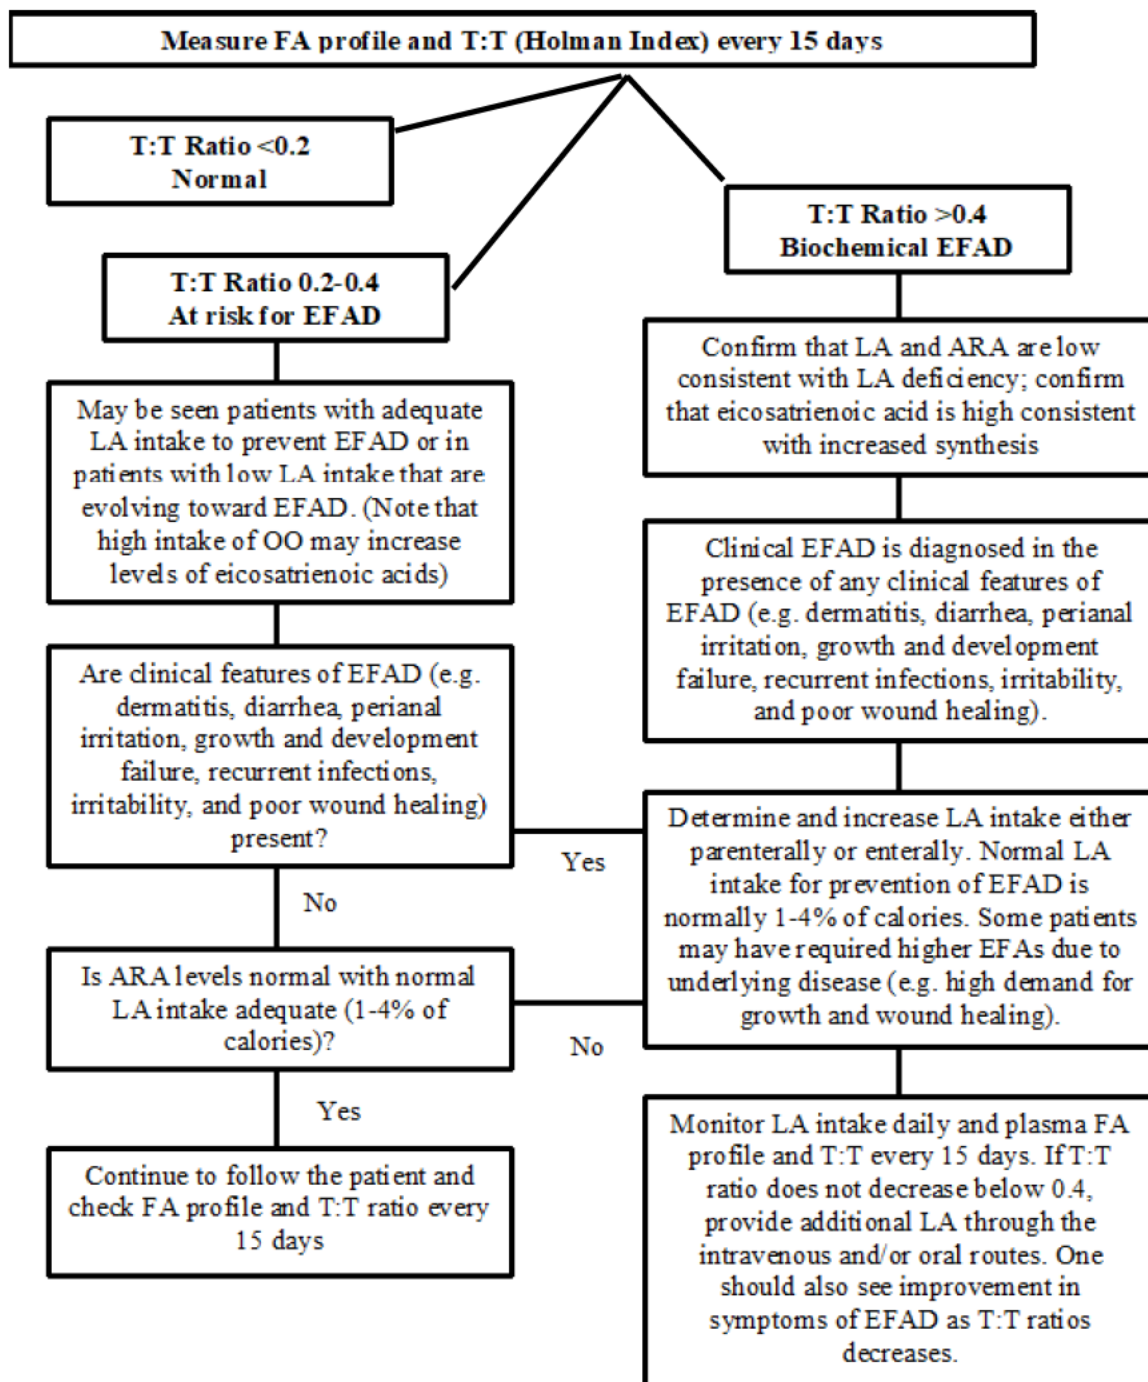 Measure FA profile and T:T (Holman Index) every 15 days
T:T Ratio <0.2
Normal
T:T Ratio >0.4
Biochemical EFAD
T:T Ratio 0.2-0.4
At risk for EFAD
May be seen patients with adequate
LA intake to prevent EFAD or in
patients with low LA intake that are
evolving toward EFAD. (Note that
high intake of OO may increase
levels of eicosatrienoic acids)
Are clinical features of EFAD (e.g.
dermatitis, diarrhea, perianal
irritation, growth and development
failure, recurrent infections,
irritability, and poor wound healing)
present?
Yes
No
Is ARA levels normal with normal
LA intake adequate (1-4% of
calories)?
No
Yes
Continue to follow the patient and
check FA profile and T:T ratio every
15 days
Confirm that LA and ARA are low
consistent with LA deficiency; confirm
that eicosatrienoic acid is high consistent
with increased synthesis
Clinical EFAD is diagnosed in the
presence of any clinical features of
EFAD (e.g. dermatitis, diarrhea, perianal
irritation, growth and development
failure, recurrent infections, irritability,
and poor wound healing).
Determine and increase LA intake either
parenterally or enterally. Normal LA
intake for prevention of EFAD is
normally 1-4% of calories. Some patients
may have required higher EFAs due to
underlying disease (e.g. high demand for
growth and wound healing).
Monitor LA intake daily and plasma FA
profile and T:T every 15 days. If T:T
ratio does not decrease below 0.4,
provide additional LA through the
intravenous and/or oral routes. One
should also see improvement in
symptoms of EFAD as T:T ratios
decreases.